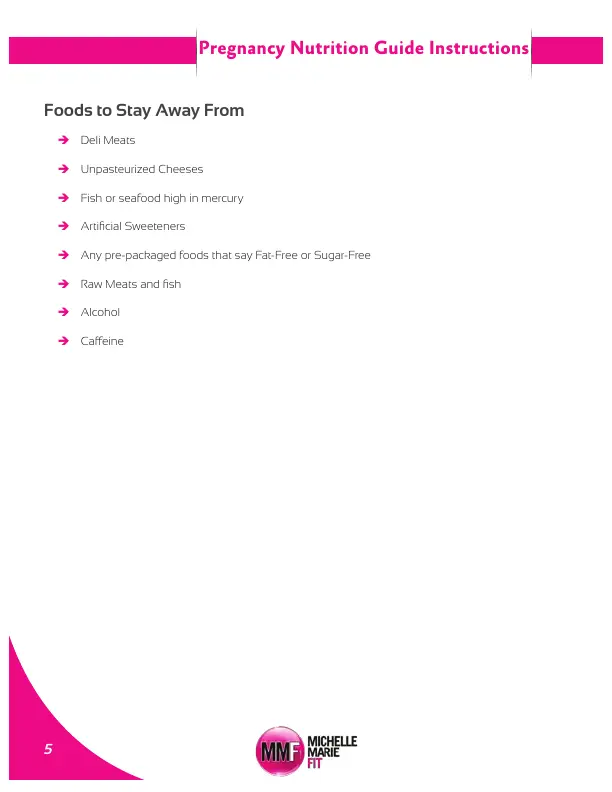 Pregnancy Nutrition Guide Instructions
Foods to Stay Away From
Deli Meats
Unpasteurized Cheeses
Fish or seafood high in mercury
Artificial Sweeteners
Any pre-packaged foods that say Fat-Free or Sugar-Free
Raw Meats and fish
Alcohol
Caffeine
5
MMF
MICHELLE
MARIE
FIT